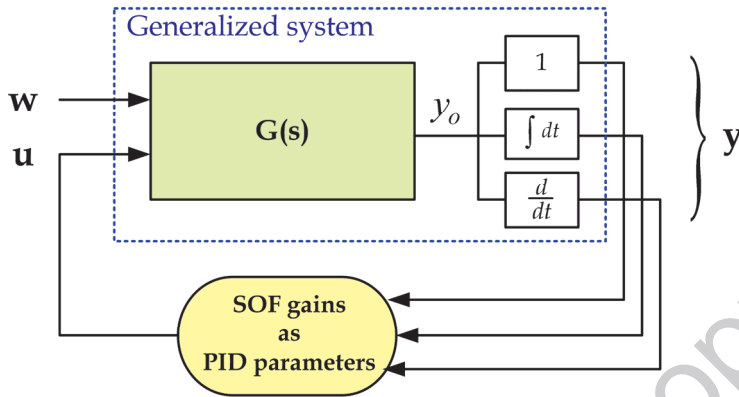 Generalized system
w
u
G(s)
y_o
1
∫ dt
d/dt
y
SOF gains
as
PID parameters